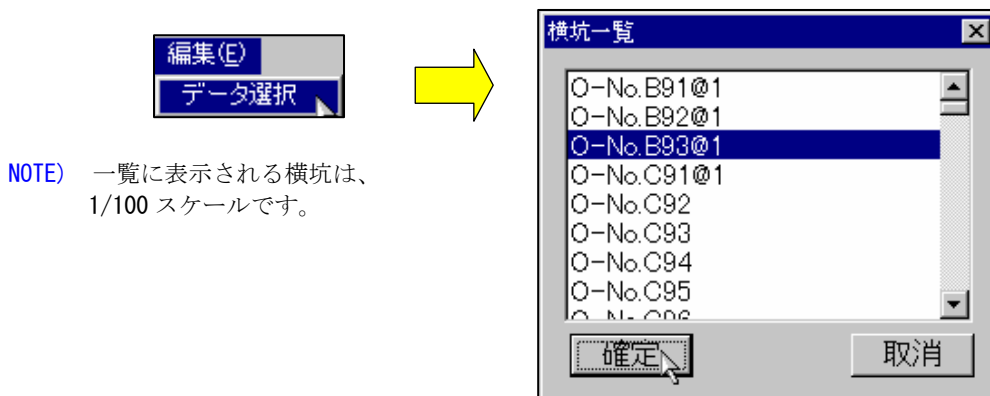 編集(E)
データ選択
NOTE) 一覧に表示される横坑は、
1/100 スケールです。
横坑一覧
O-No.B91@1
O-No.B92@1
O-No.B93@1
O-No.C91@1
O-No.C92
O-No.C93
O-No.C94
O-No.C95
確定
取消